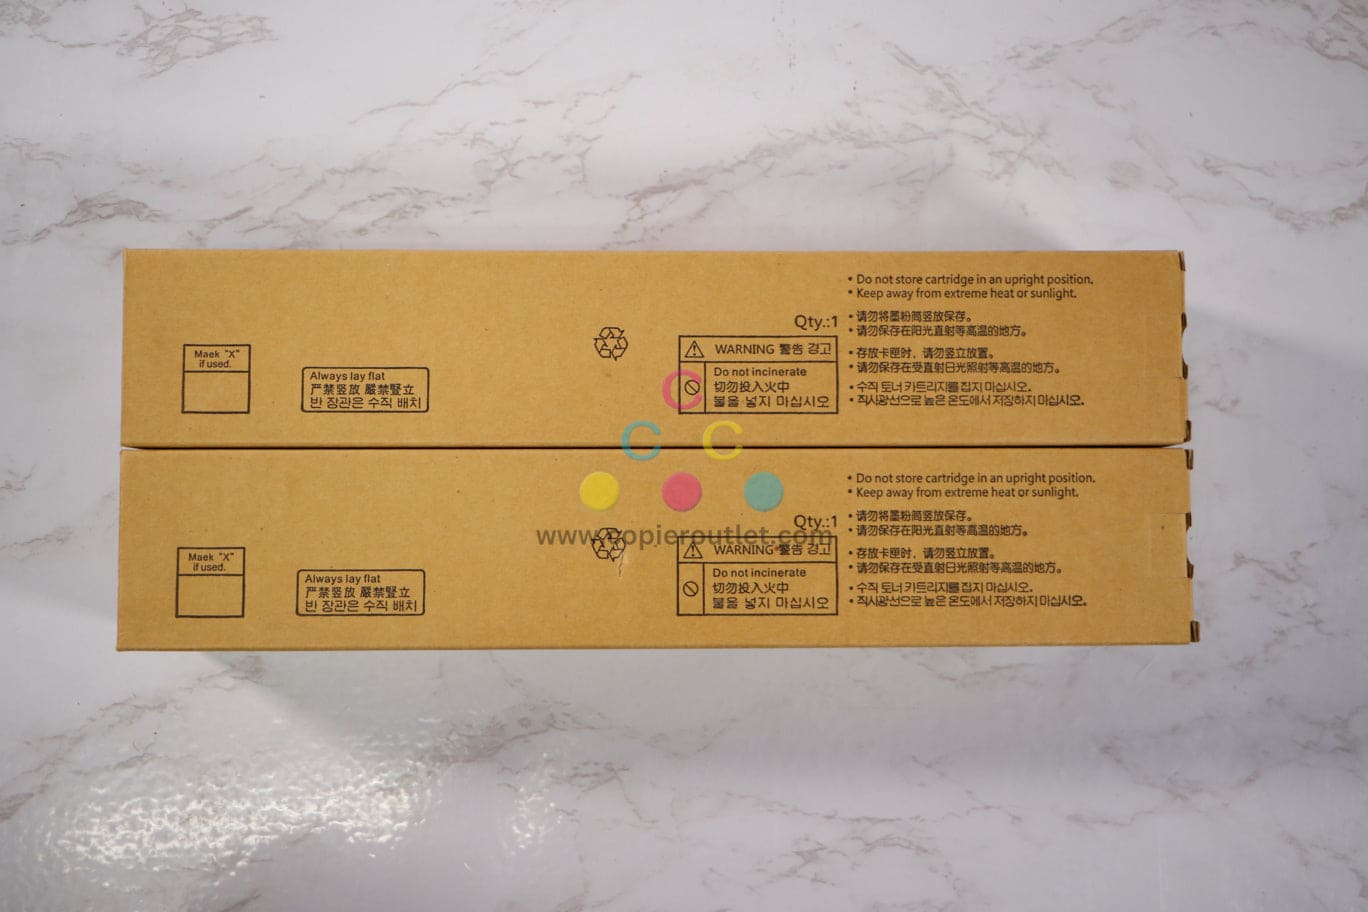 • Do not store cartridge in an upright position.
• Keep away from extreme heat or sunlight.
Qty.:1
• 请勿将墨粉筒竖放保存。
• 请勿保存在阳光直射等高温的地方。
• 存放卡匣时，请勿竖立放置。
• 请勿保存在受直射日光照射等高温的地方。
• 수직 토너 카트리지를 잡지 마십시오.
• 직사광선으로 높은 온도에서 저장하지 마십시오.
WARNING 警告 경고
Do not incinerate
切勿投入火中
불을 넣지 마십시오
Maek "X"
if used.
Always lay flat
严禁竖放 嚴禁豎立
반 장관은 수직 배치
C
C C
www.copieroutlet.com
• Do not store cartridge in an upright position.
• Keep away from extreme heat or sunlight.
Qty.:1
• 请勿将墨粉筒竖放保存。
• 请勿保存在阳光直射等高温的地方。
• 存放卡匣时，请勿竖立放置。
• 请勿保存在受直射日光照射等高温的地方。
• 수직 토너 카트리지를 잡지 마십시오.
• 직사광선으로 높은 온도에서 저장하지 마십시오.
WARNING 警告 경고
Do not incinerate
切勿投入火中
불을 넣지 마십시오
Maek "X"
if used.
Always lay flat
严禁竖放 嚴禁豎立
반 장관은 수직 배치